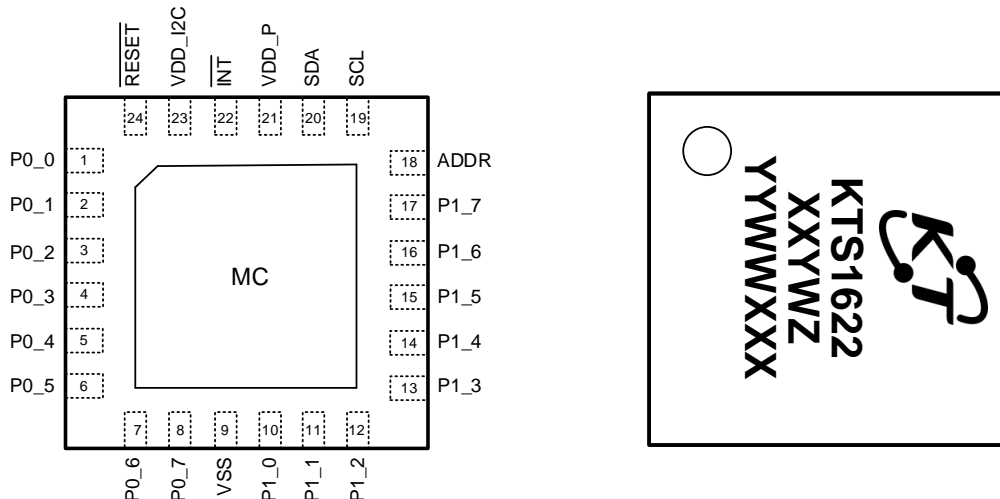 RESET
VDD_I2C
INT
VDD_P
SDA
SCL
24
23
22
21
20
19
P0_0 1
P0_1 2
P0_2 3
P0_3 4
P0_4 5
P0_5 6
MC
18 ADDR
17 P1_7
16 P1_6
15 P1_5
14 P1_4
13 P1_3
7
8
9
10
11
12
P0_6
P0_7
VSS
P1_0
P1_1
P1_2
KT
KTS1622
XXYWZ
YYWWXXX